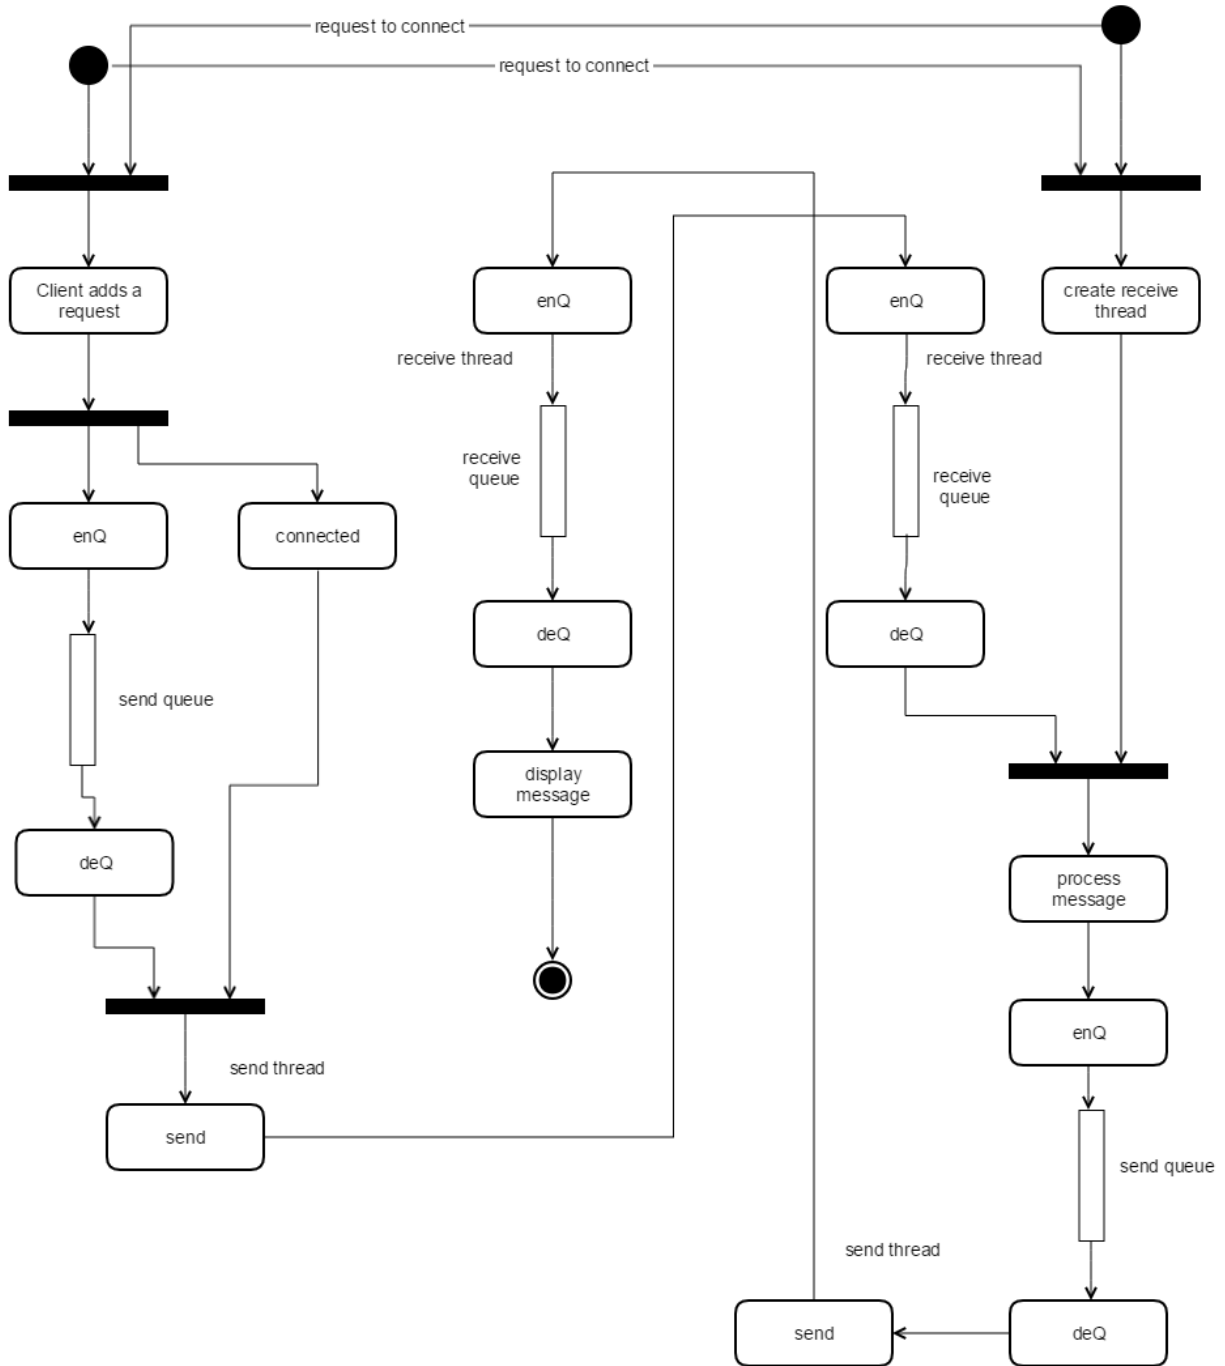 request to connect
request to connect
Client adds a
request
enQ
enQ
create receive
thread
receive thread
receive thread
receive
queue
receive
queue
enQ
connected
deQ
deQ
send queue
display
message
deQ
process
message
enQ
send thread
send
send queue
send thread
send
deQ